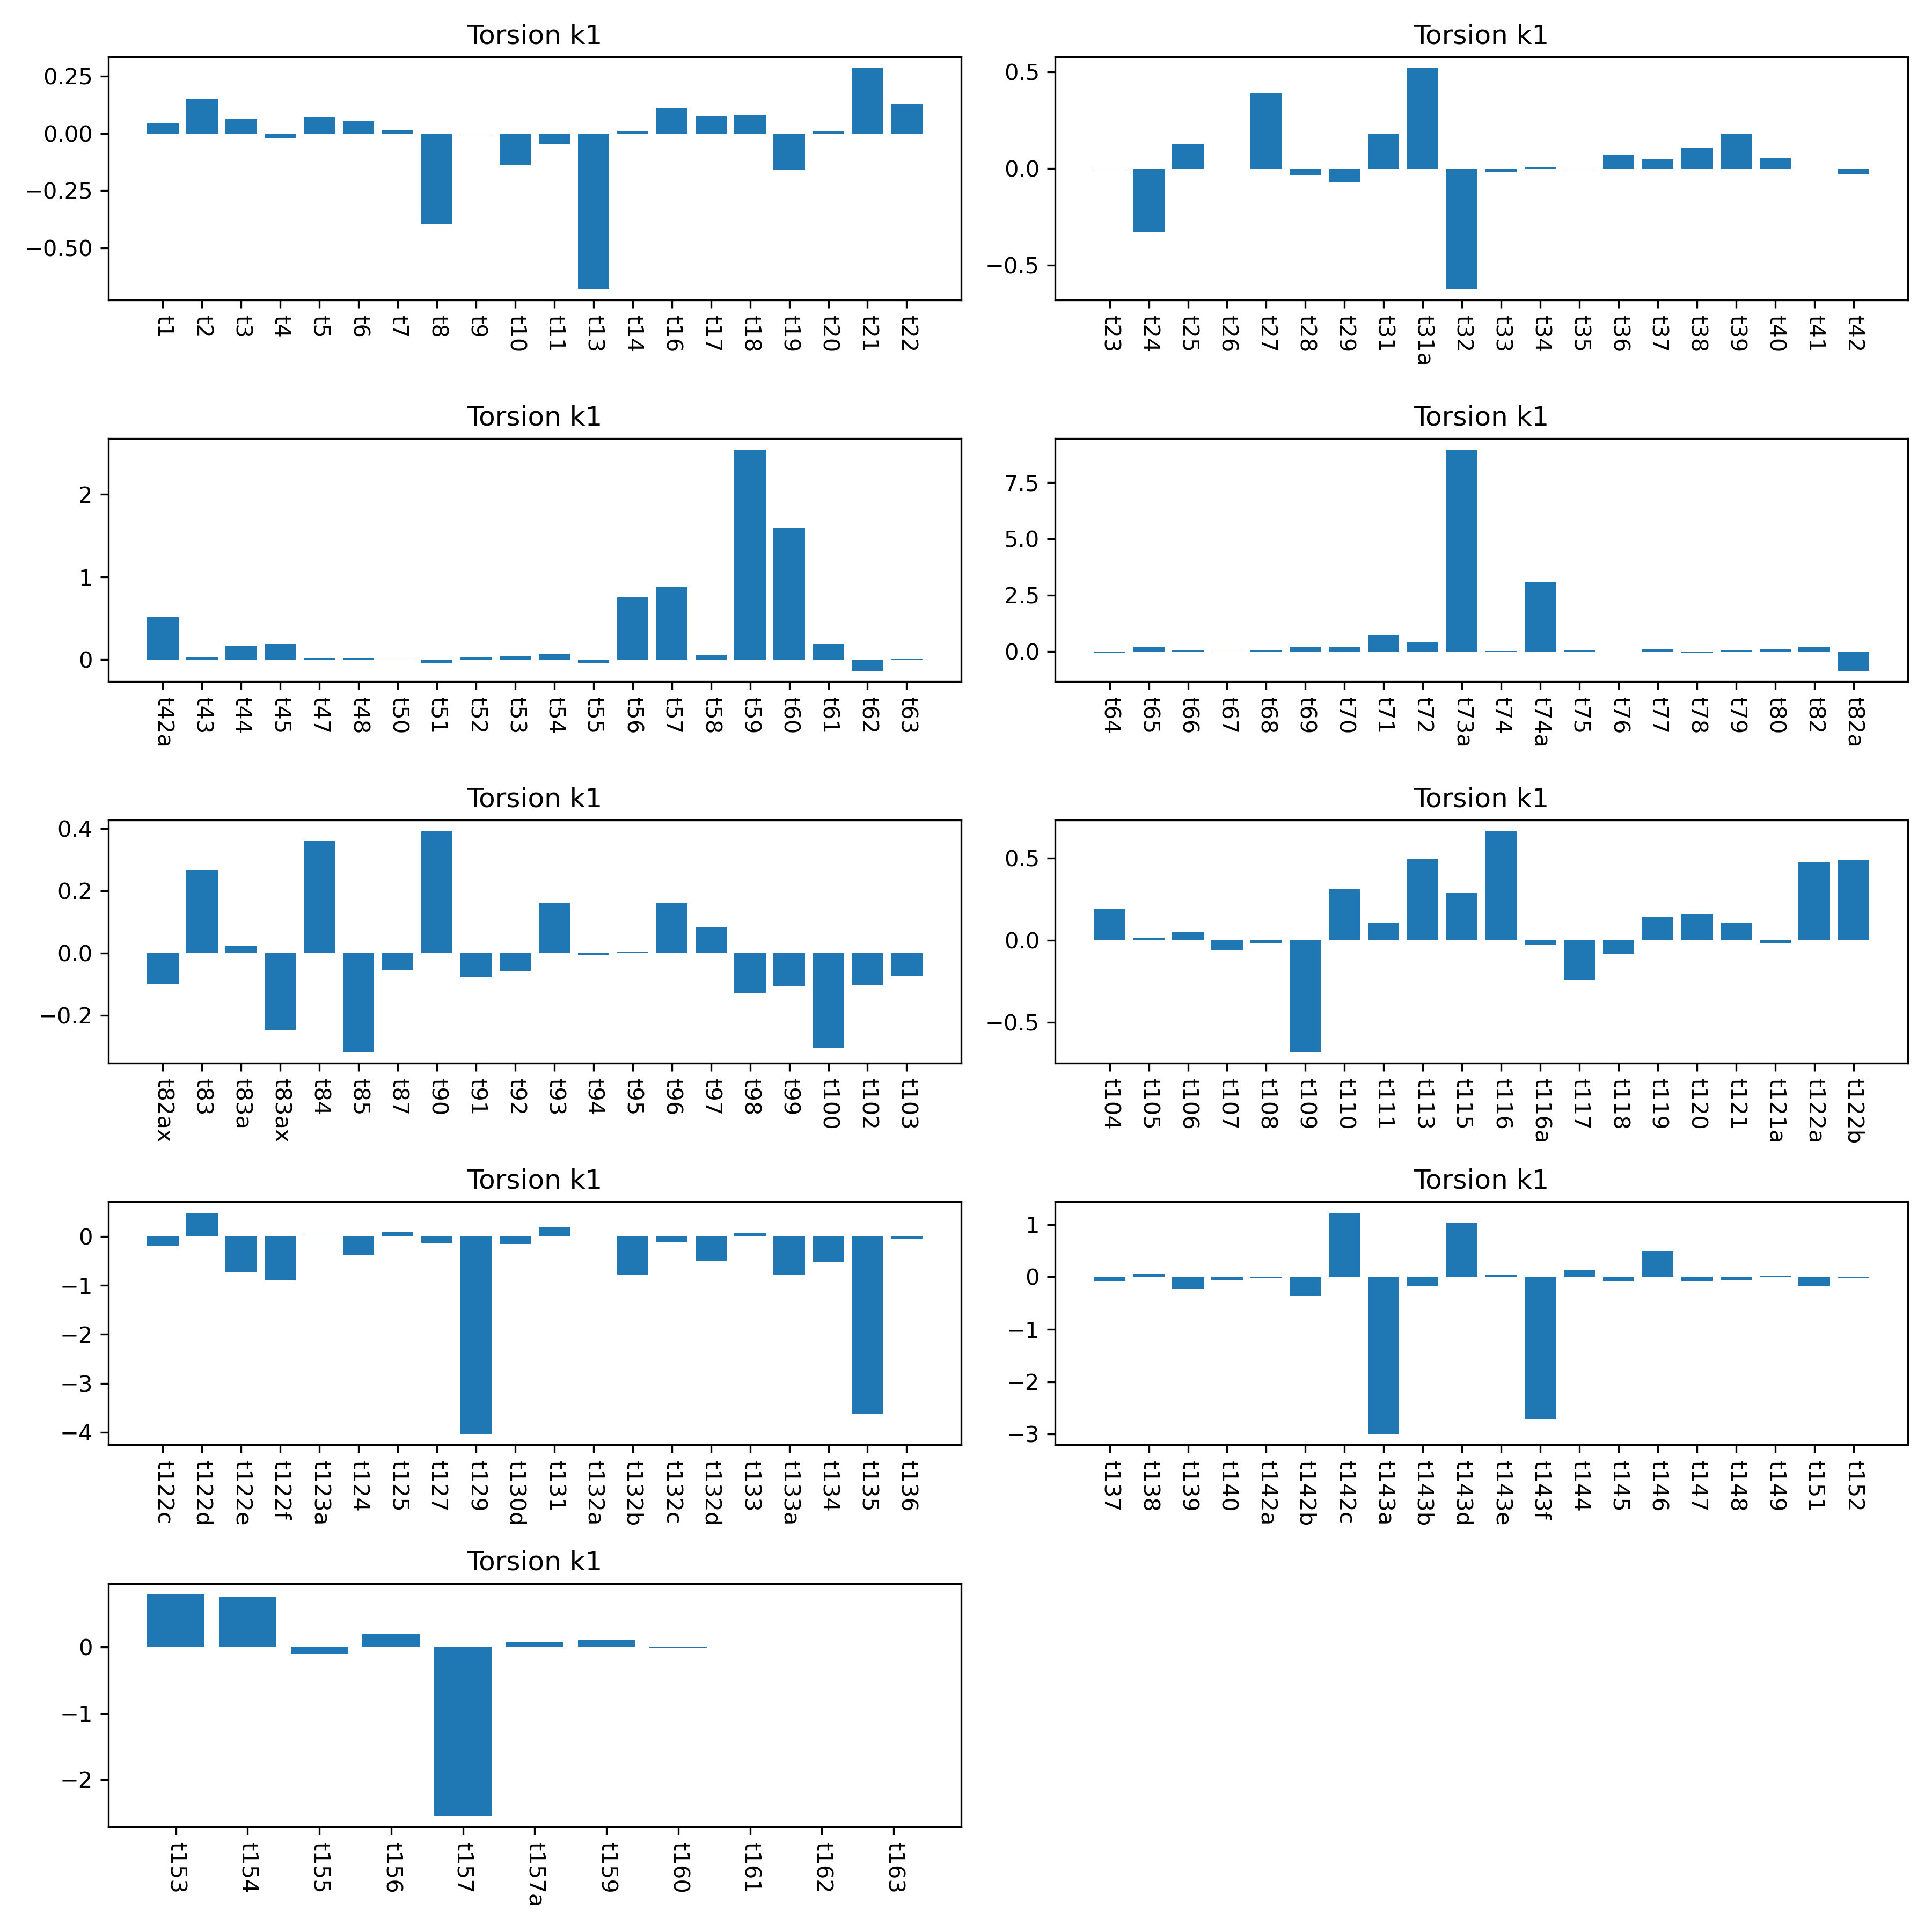 Torsion k1
0.25
0.00
−0.25
−0.50
t1 t2 t3 t4 t5 t6 t7 t8 t9 t10 t11 t13 t14 t16 t17 t18 t19 t20 t21 t22
Torsion k1
0.5
0.0
−0.5
t23 t24 t25 t26 t27 t28 t29 t31 t31a t32 t33 t34 t35 t36 t37 t38 t39 t40 t41 t42
Torsion k1
2
1
0
t42a t43 t44 t45 t47 t48 t50 t51 t52 t53 t54 t55 t56 t57 t58 t59 t60 t61 t62 t63
Torsion k1
7.5
5.0
2.5
0.0
t64 t65 t66 t67 t68 t69 t70 t71 t72 t73a t74 t74a t75 t76 t77 t78 t79 t80 t82 t82a
Torsion k1
0.4
0.2
0.0
−0.2
t82ax t83 t83a t83ax t84 t85 t87 t90 t91 t92 t93 t94 t95 t96 t97 t98 t99 t100 t102 t103
Torsion k1
0.5
0.0
−0.5
t104 t105 t106 t107 t108 t109 t110 t111 t113 t115 t116 t116a t117 t118 t119 t120 t121 t121a t122a t122b
Torsion k1
0
−1
−2
−3
−4
t122c t122d t122e t122f t123a t124 t125 t127 t129 t130d t131 t132a t132b t132c t132d t133 t133a t134 t135 t136
Torsion k1
1
0
−1
−2
−3
t137 t138 t139 t140 t142a t142b t142c t143a t143b t143d t143e t143f t144 t145 t146 t147 t148 t149 t151 t152
Torsion k1
0
−1
−2
t153 t154 t155 t156 t157 t157a t159 t160 t161 t162 t163